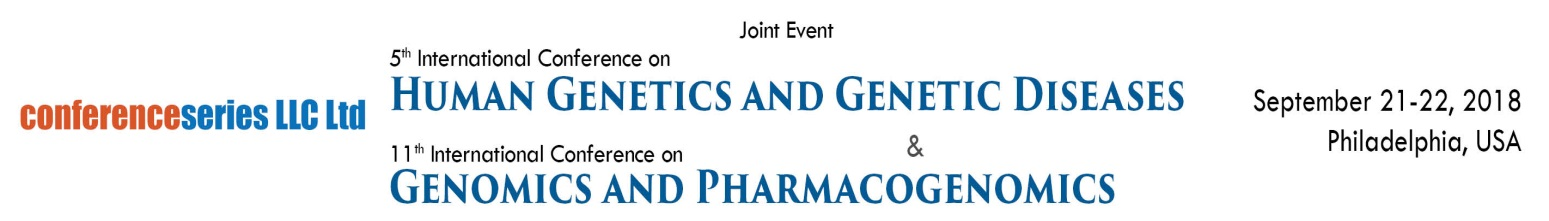 Joint Event
5th International Conference on
HUMAN GENETICS AND GENETIC DISEASES
conferenceseries LLC Ltd
&
11th International Conference on
GENOMICS AND PHARMACOGENOMICS
September 21-22, 2018
Philadelphia, USA